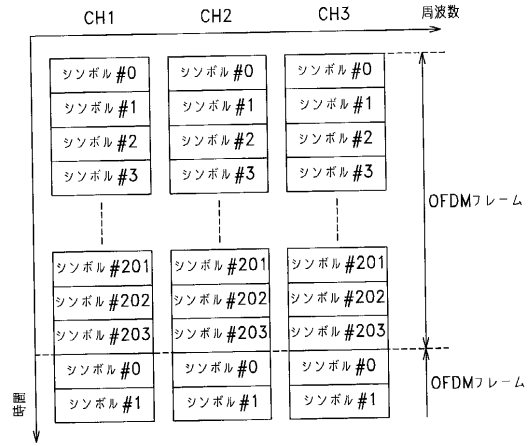 CH1 CH2 CH3 周波数
シンボル#0 シンボル#0 シンボル#0
シンボル#1 シンボル#1 シンボル#1
シンボル#2 シンボル#2 シンボル#2
シンボル#3 シンボル#3 シンボル#3
OFDMフレーム
シンボル#201 シンボル#201 シンボル#201
シンボル#202 シンボル#202 シンボル#202
シンボル#203 シンボル#203 シンボル#203
シンボル#0 シンボル#0 シンボル#0
OFDMフレーム
シンボル#1 シンボル#1 シンボル#1
時間